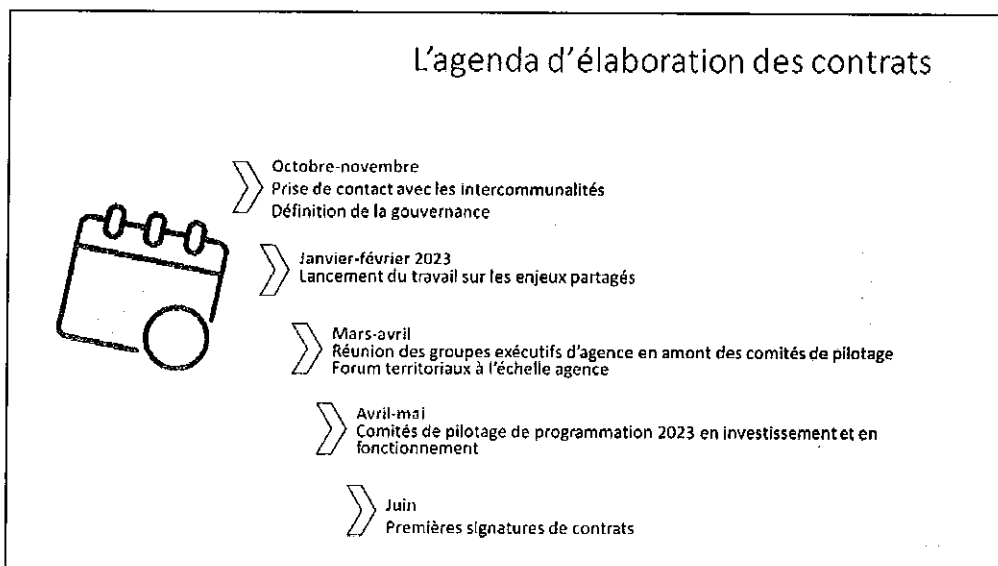 L'agenda d'élaboration des contrats
Octobre-novembre
Prise de contact avec les intercommunalités
Définition de la gouvernance
Janvier-février 2023
Lancement du travail sur les enjeux partagés
Mars-avril
Réunion des groupes exécutifs d'agence en amont des comités de pilotage
Forum territoriaux à l'échelle agence
Avril-mai
Comités de pilotage de programmation 2023 en investissement et en
fonctionnement
Juin
Premières signatures de contrats